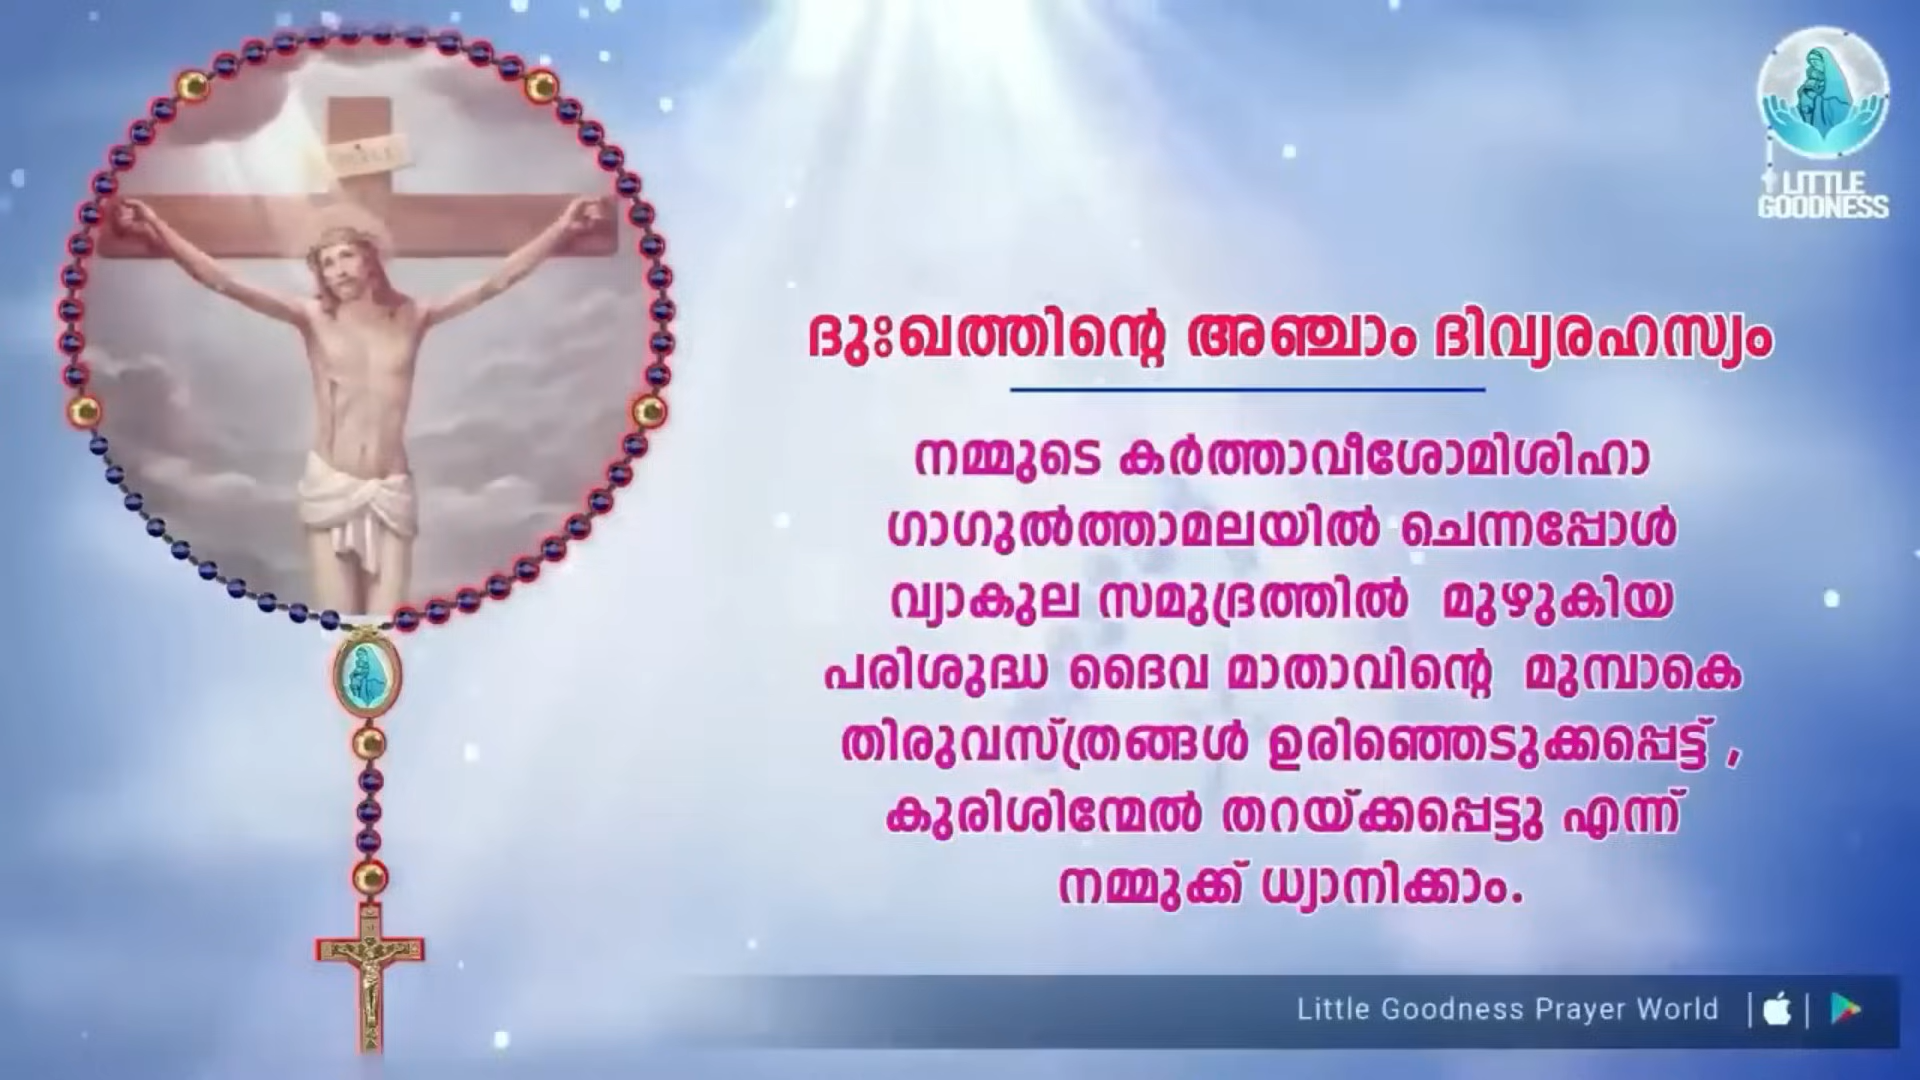 LITTLE
GOODNESS
ദുഃഖത്തിന്റെ അഞ്ചാം ദിവ്യരഹസ്യം
നമ്മുടെ കർത്താവീശോമിശിഹാ
ഗാഗുൽത്താമലയിൽ ചെന്നപ്പോൾ
വ്യാകുല സമുദ്രത്തിൽ മുഴുകിയ
പരിശുദ്ധ ദൈവ മാതാവിന്റെ മുമ്പാകെ
തിരുവസ്ത്രങ്ങൾ ഉരിഞ്ഞെടുക്കപ്പെട്ട് ,
കുരിശിന്മേൽ തറയ്ക്കപ്പെട്ടു എന്ന്
നമ്മുക്ക് ധ്യാനിക്കാം.
Little Goodness Prayer World